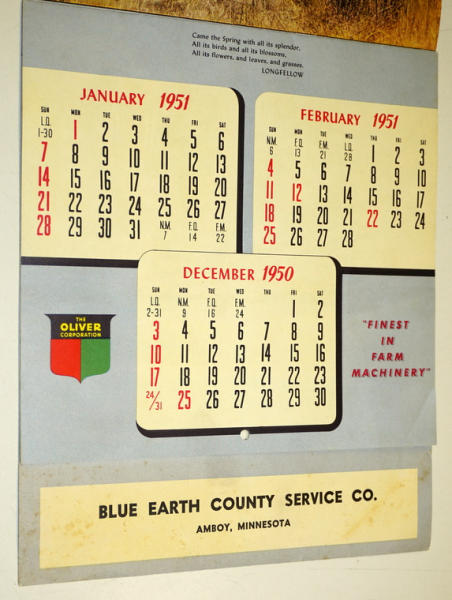 Came the Spring with all its splendor,
All its birds and all its blossoms,
All its flowers, and leaves, and grasses.
LONGFELLOW
JANUARY 1951
SUN MON TUE WED THU FRI SAT
L.Q. 1 2 3 4 5 6
1-30
7 8 9 10 11 12 13
14 15 16 17 18 19 20
21 22 23 24 25 26 27
28 29 30 31 N.M. F.Q. F.M.
7 14 22
FEBRUARY 1951
SUN MON TUE WED THU FRI SAT
N.M. F.Q. F.M. L.Q. 1 2 3
6 13 21 28
4 5 6 7 8 9 10
11 12 13 14 15 16 17
18 19 20 21 22 23 24
25 26 27 28
DECEMBER 1950
SUN MON TUE WED THU FRI SAT
L.Q. N.M. F.Q. F.M. 1 2
2-31 9 16 24
3 4 5 6 7 8 9
10 11 12 13 14 15 16
17 18 19 20 21 22 23
24/31 25 26 27 28 29 30
THE
OLIVER
CORPORATION
"FINEST
IN
FARM
MACHINERY"
BLUE EARTH COUNTY SERVICE CO.
AMBOY, MINNESOTA